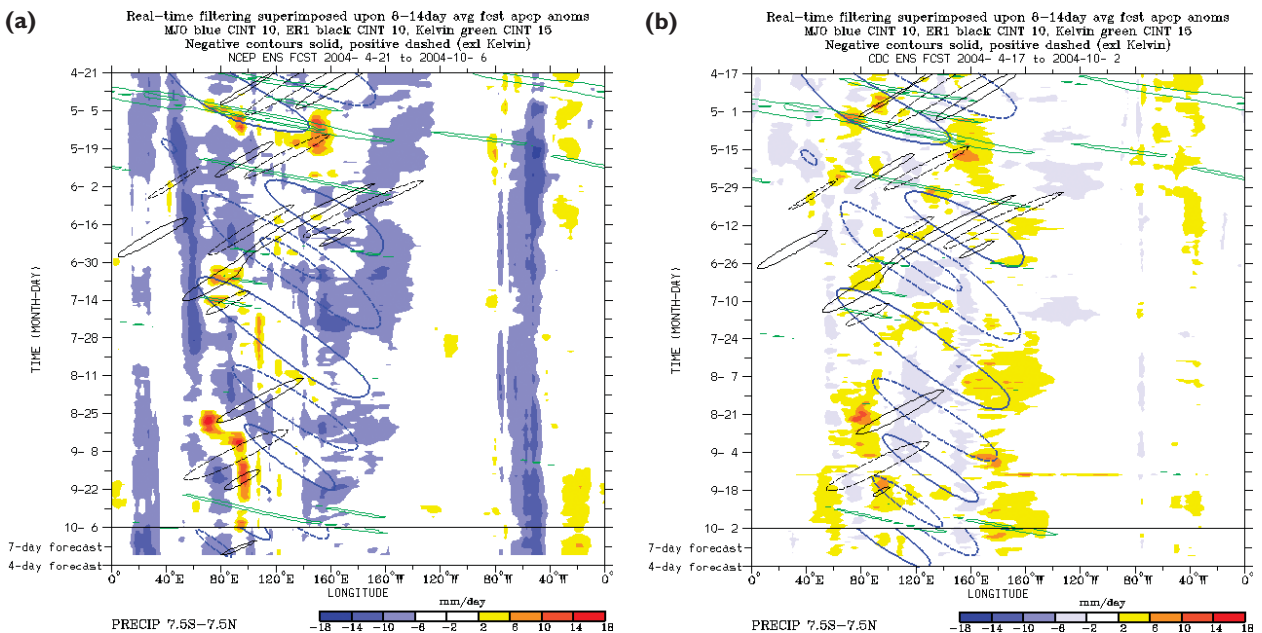 (a)
Real-time filtering superimposed upon 8-14day avg fcst apcp anoms
MJO blue CINT 10, ER1 black CINT 10, Kelvin green CINT 15
Negative contours solid, positive dashed (exl Kelvin)
NCEP ENS FCST 2004- 4-21 to 2004-10- 6
TIME (MONTH-DAY)
4-21
5- 5
5-19
6- 2
6-16
6-30
7-14
7-28
8-11
8-25
9- 8
9-22
10- 6
7-day forecast
4-day forecast
0° 40°E 80°E 120°E 160°E 160°W 120°W 80°W 40°W 0°
LONGITUDE
mm/day
PRECIP 7.5S-7.5N
-18 -14 -10 -6 -2 2 6 10 14 18
(b)
Real-time filtering superimposed upon 8-14day avg fcst apcp anoms
MJO blue CINT 10, ER1 black CINT 10, Kelvin green CINT 15
Negative contours solid, positive dashed (exl Kelvin)
CDC ENS FCST 2004- 4-17 to 2004-10- 2
TIME (MONTH-DAY)
4-17
5- 1
5-15
5-29
6-12
6-26
7-10
7-24
8- 7
8-21
9- 4
9-18
10- 2
7-day forecast
4-day forecast
0° 40°E 80°E 120°E 160°E 160°W 120°W 80°W 40°W 0°
LONGITUDE
mm/day
PRECIP 7.5S-7.5N
-18 -14 -10 -6 -2 2 6 10 14 18